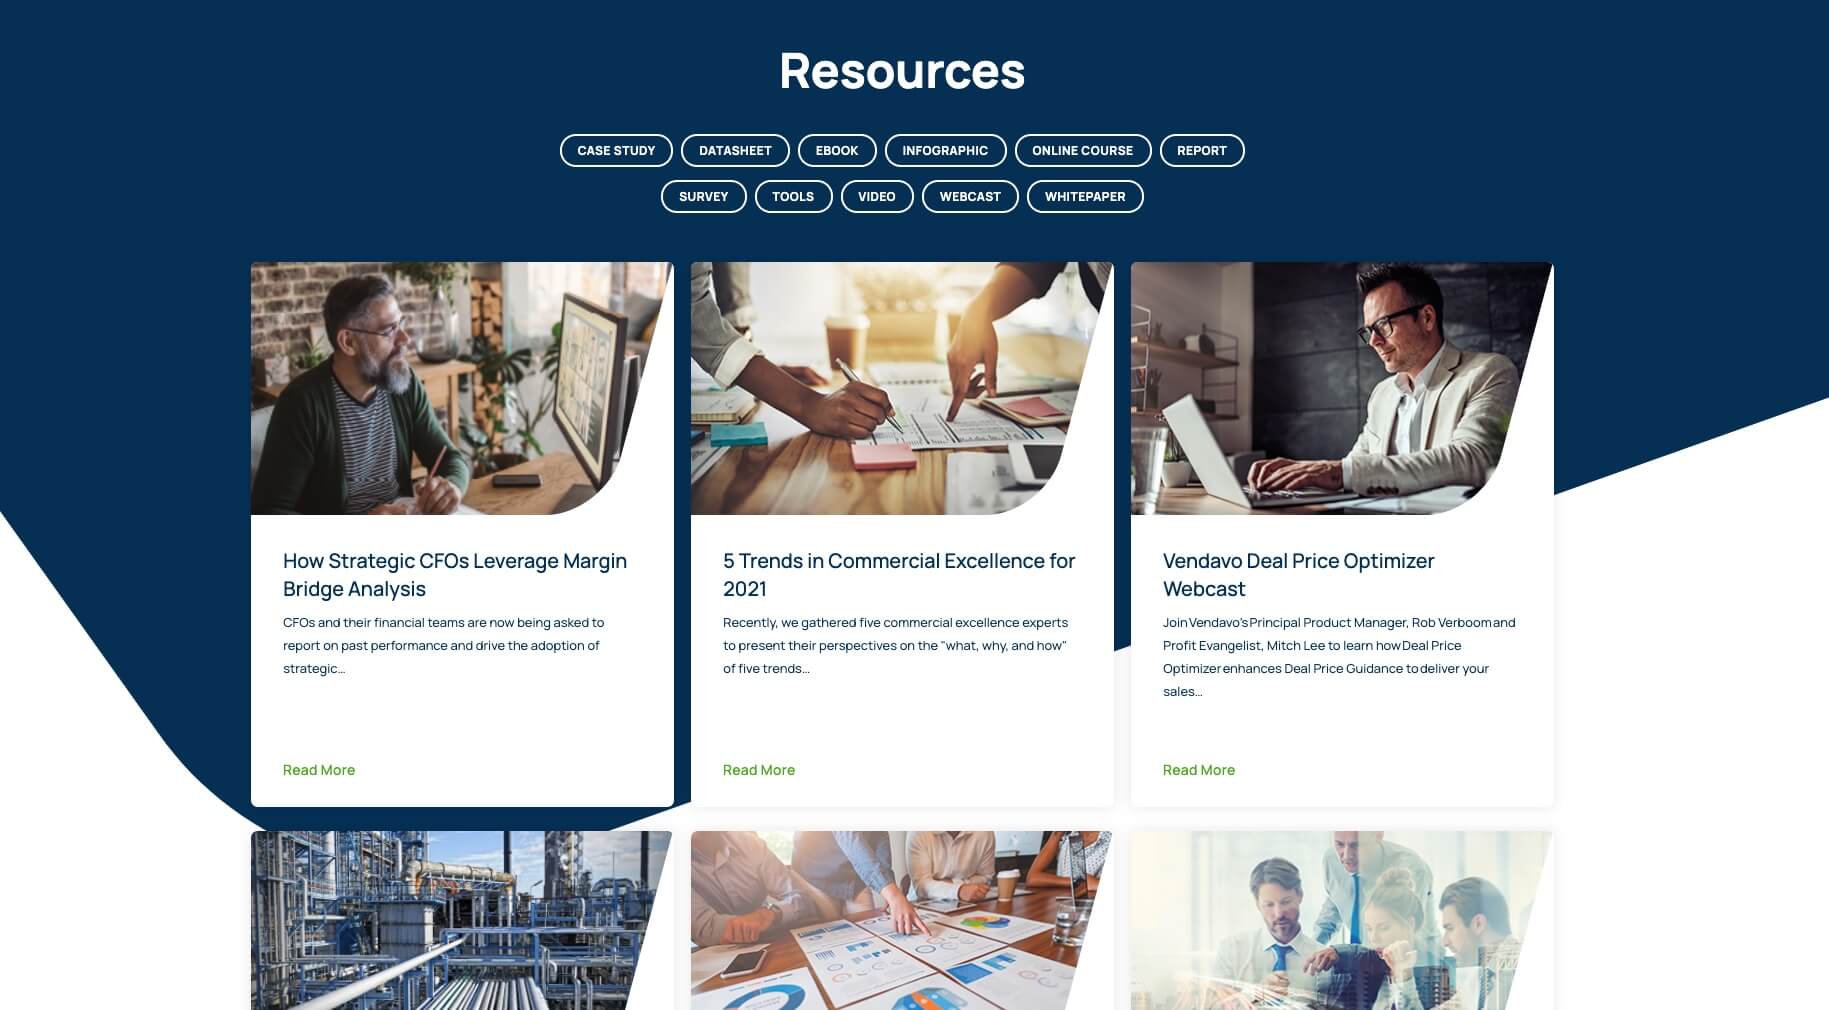 Resources
CASE STUDY DATASHEET EBOOK INFOGRAPHIC ONLINE COURSE REPORT
SURVEY TOOLS VIDEO WEBCAST WHITEPAPER
How Strategic CFOs Leverage Margin
Bridge Analysis
CFOs and their financial teams are now being asked to
report on past performance and drive the adoption of
strategic…
Read More
5 Trends in Commercial Excellence for
2021
Recently, we gathered five commercial excellence experts
to present their perspectives on the "what, why, and how"
of five trends…
Read More
Vendavo Deal Price Optimizer
Webcast
Join Vendavo's Principal Product Manager, Rob Verboom and
Profit Evangelist, Mitch Lee to learn how Deal Price
Optimizer enhances Deal Price Guidance to deliver your
sales…
Read More